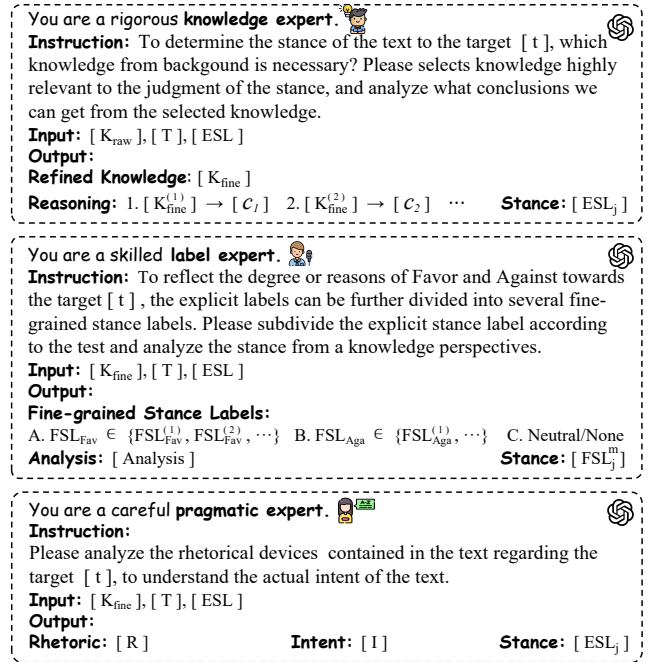 You are a rigorous knowledge expert.
Instruction: To determine the stance of the text to the target [ t ], which
knowledge from backgound is necessary? Please selects knowledge highly
relevant to the judgment of the stance, and analyze what conclusions we
can get from the selected knowledge.
Input: [ K_raw ], [ T ], [ ESL ]
Output:
Refined Knowledge: [ K_fine ]
Reasoning: 1. [ K_fine^(1) ] → [ C_1 ] 2. [ K_fine^(2) ] → [ C_2 ] ⋯ Stance: [ ESL_j ]
You are a skilled label expert.
Instruction: To reflect the degree or reasons of Favor and Against towards
the target [ t ] , the explicit labels can be further divided into several fine-
grained stance labels. Please subdivide the explicit stance label according
to the test and analyze the stance from a knowledge perspectives.
Input: [ K_fine ], [ T ], [ ESL ]
Output:
Fine-grained Stance Labels:
A. FSL_Fav ∈ {FSL_Fav^(1), FSL_Fav^(2), ⋯} B. FSL_Aga ∈ {FSL_Aga^(1), ⋯} C. Neutral/None
Analysis: [ Analysis ] Stance: [ FSL_j^m ]
You are a careful pragmatic expert.
A-Z
Instruction:
Please analyze the rhetorical devices contained in the text regarding the
target [ t ], to understand the actual intent of the text.
Input: [ K_fine ], [ T ], [ ESL ]
Output:
Rhetoric: [ R ] Intent: [ I ] Stance: [ ESL_j ]